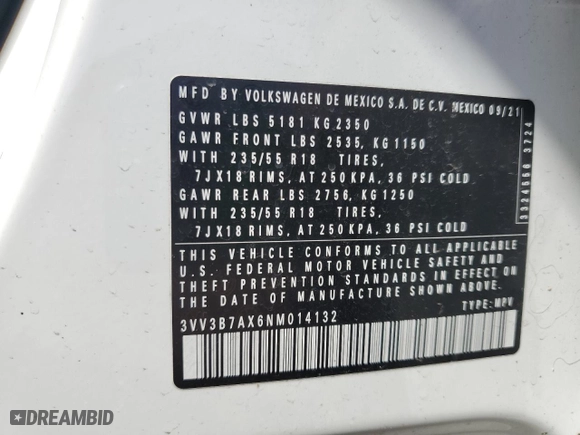 MFD BY VOLKSWAGEN DE MEXICO S.A. DE C.V. MEXICO 09/21
GVWR LBS 5181 KG 2350
GAWR FRONT LBS 2535, KG 1150
WITH 235/55 R18 TIRES,
7JX18 RIMS, AT 250 KPA, 36 PSI COLD
GAWR REAR LBS 2756, KG 1250
WITH 235/55 R18 TIRES,
7JX18 RIMS, AT 250 KPA, 36 PSI COLD
THIS VEHICLE CONFORMS TO ALL APPLICABLE
U.S. FEDERAL MOTOR VEHICLE SAFETY AND
THEFT PREVENTION STANDARDS IN EFFECT ON
THE DATE OF MANUFACTURE SHOWN ABOVE.
3VV3B7AX6NM014132
TYPE: MPV
3324556 3724
DREAMBID